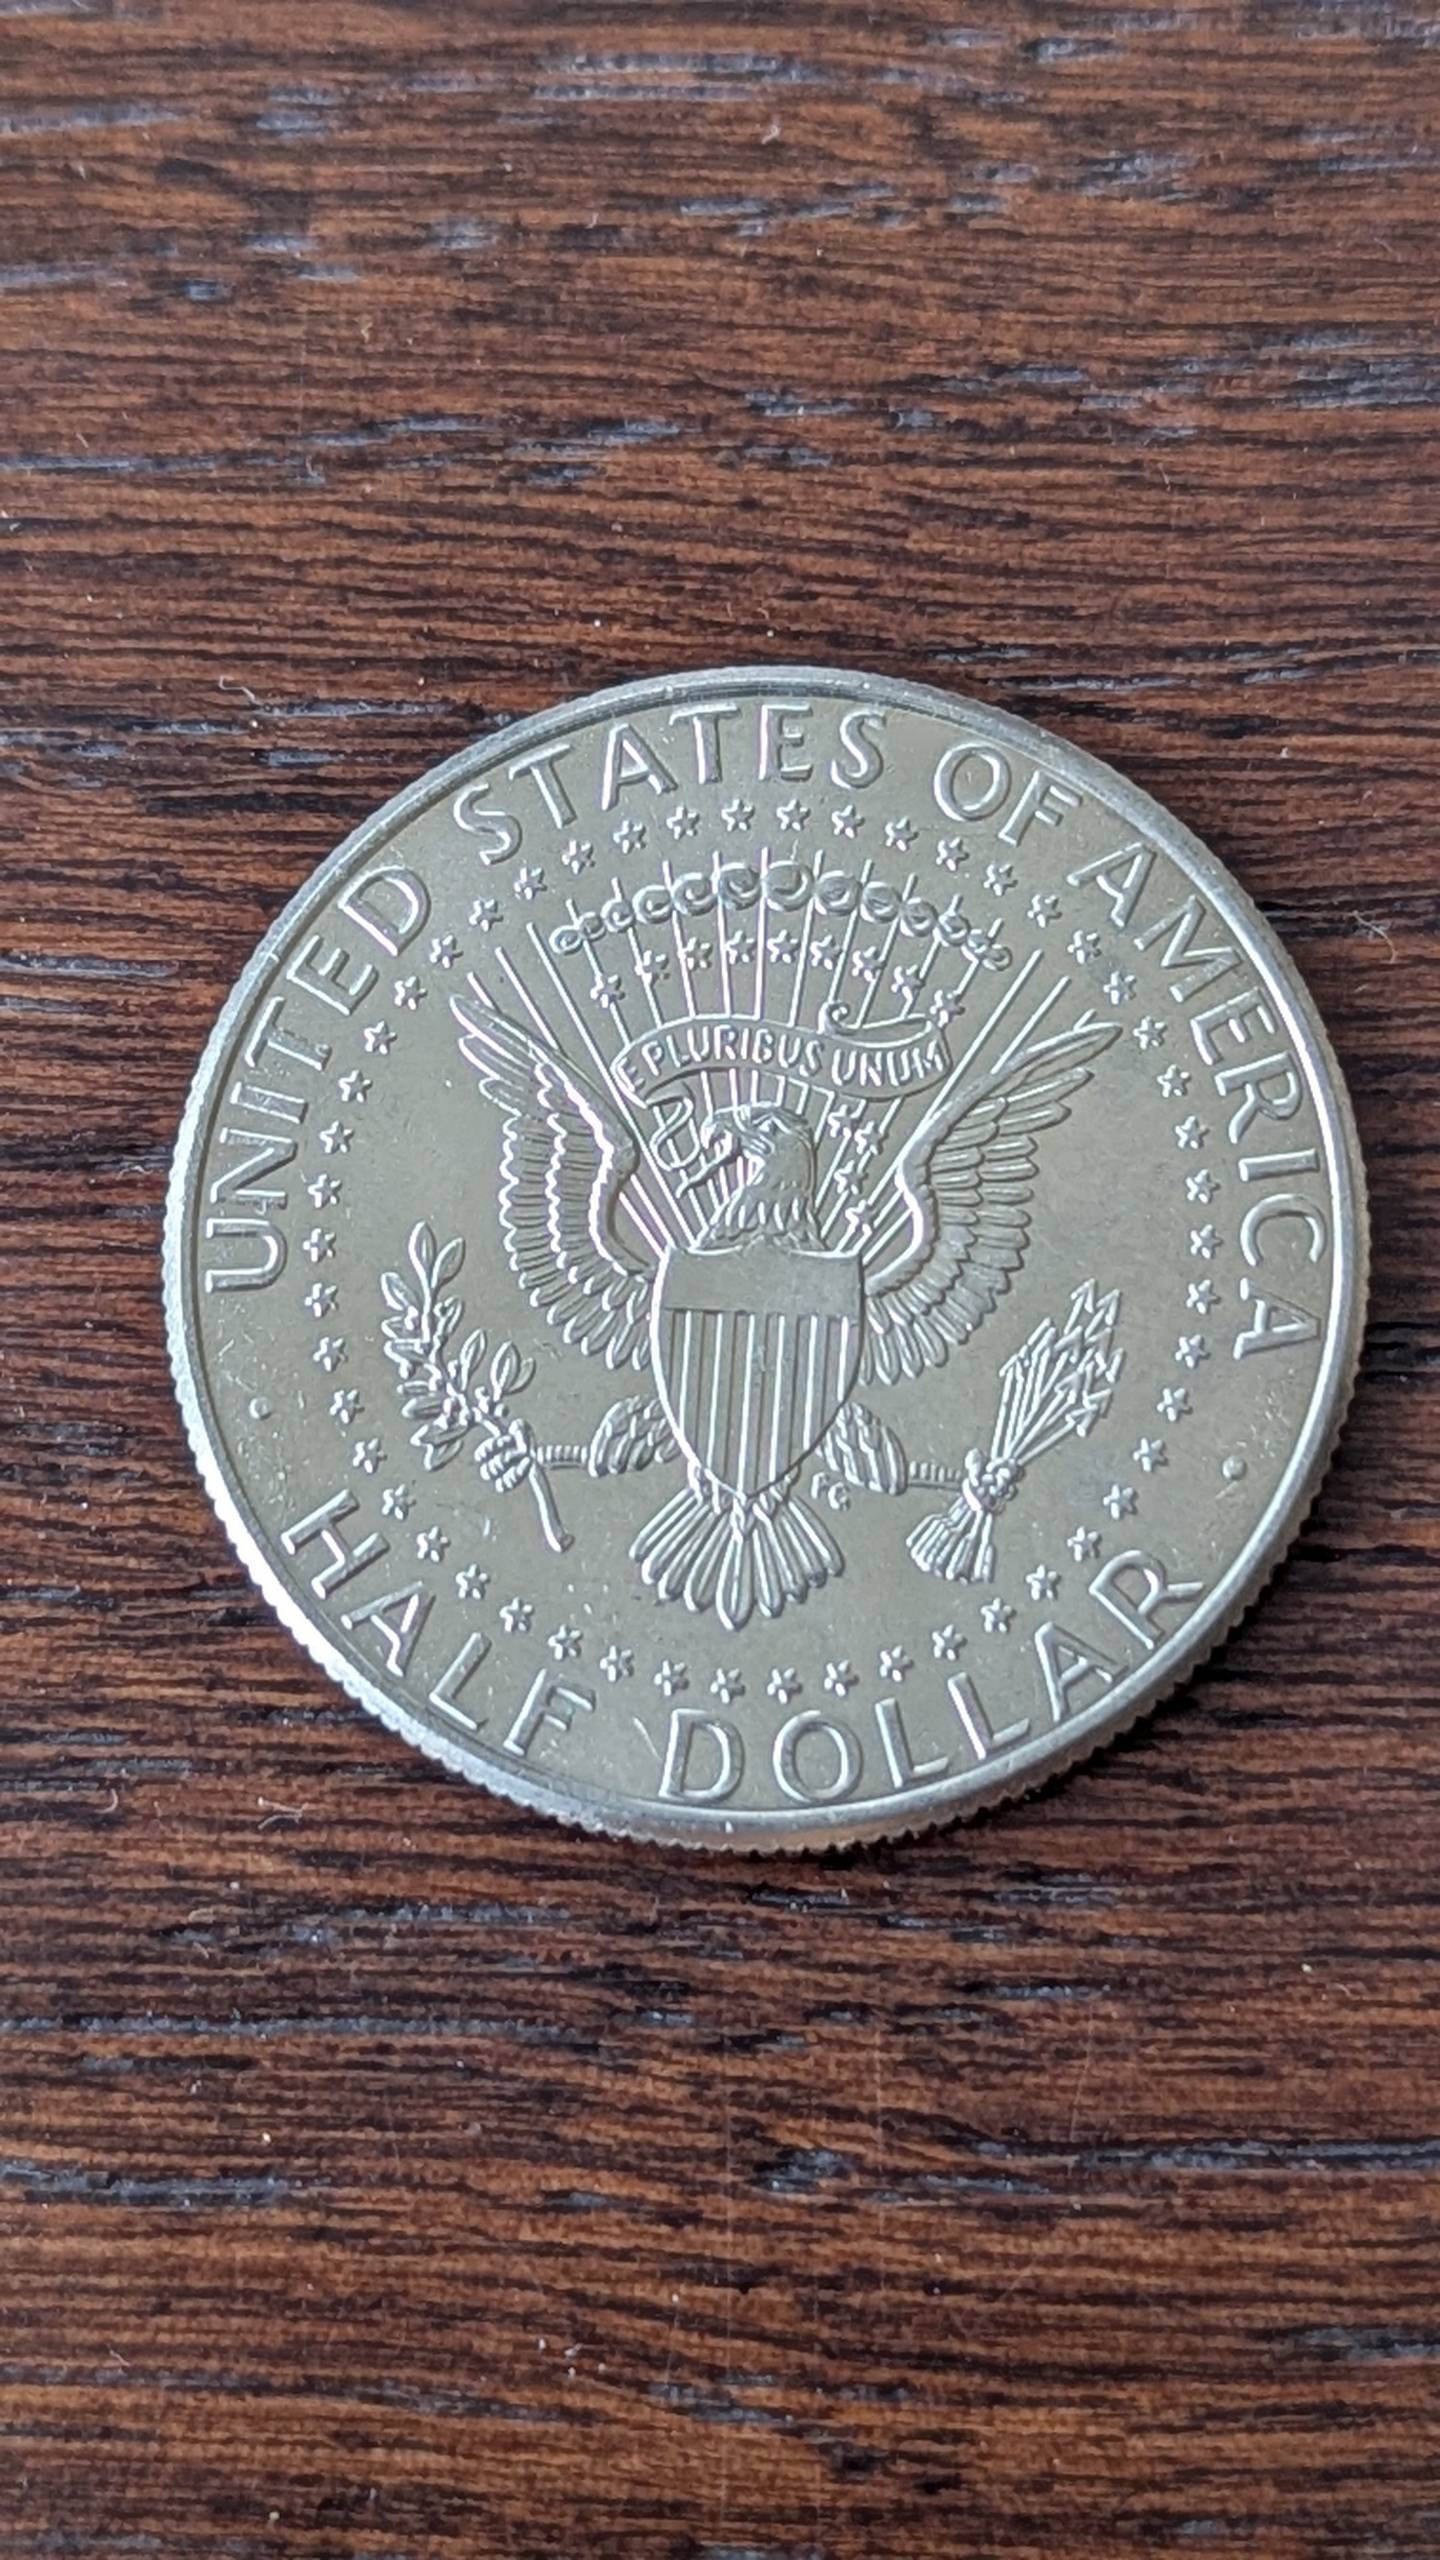 UNITED STATES OF AMERICA
E PLURIBUS UNUM
FG
HALF DOLLAR